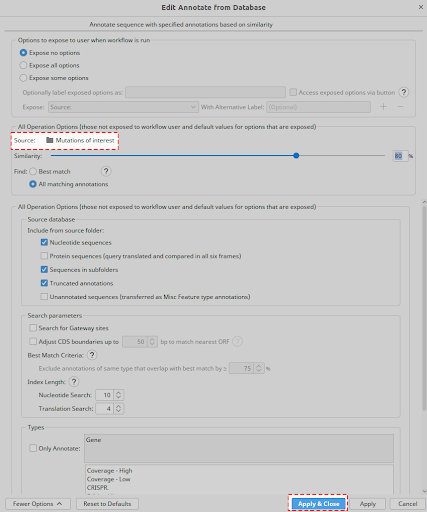 Edit Annotate from Database
Annotate sequence with specified annotations based on similarity
Options to expose to user when workflow is run
Expose no options
Expose all options
Expose some options
Optionally label exposed options as:
Access exposed options via button ?
Expose: Source: With Alternative Label: (Optional) + −
All Operation Options (those not exposed to workflow user and default values for options that are exposed)
Source: Mutations of interest
Similarity: 80 %
Find: Best match ?
All matching annotations
All Operation Options (those not exposed to workflow user and default values for options that are exposed)
Source database
Include from source folder:
Nucleotide sequences
Protein sequences (query translated and compared in all six frames)
Sequences in subfolders
Truncated annotations
Unannotated sequences (transferred as Misc Feature type annotations)
Search parameters
Search for Gateway sites
Adjust CDS boundaries up to 50 bp to match nearest ORF ?
Best Match Criteria: ?
Exclude annotations of same type that overlap with best match by ≥ 75 %
Index Length: ?
Nucleotide Search: 10
Translation Search: 4
Types
Only Annotate: Gene
Coverage - High
Coverage - Low
CRISPR.
Fewer Options Reset to Defaults Apply & Close Apply Cancel